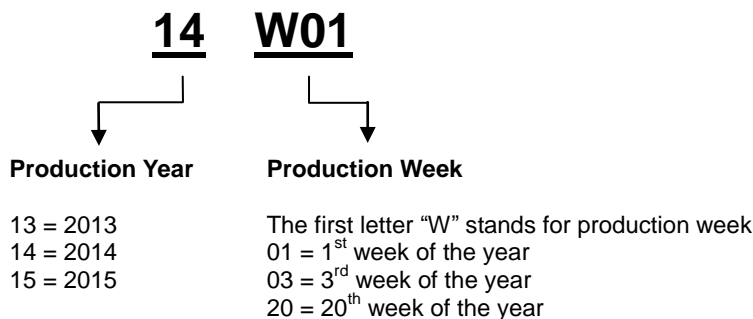 14 W01
Production Year Production Week
13 = 2013 The first letter “W” stands for production week
14 = 2014 01 = 1st week of the year
15 = 2015 03 = 3rd week of the year
20 = 20th week of the year